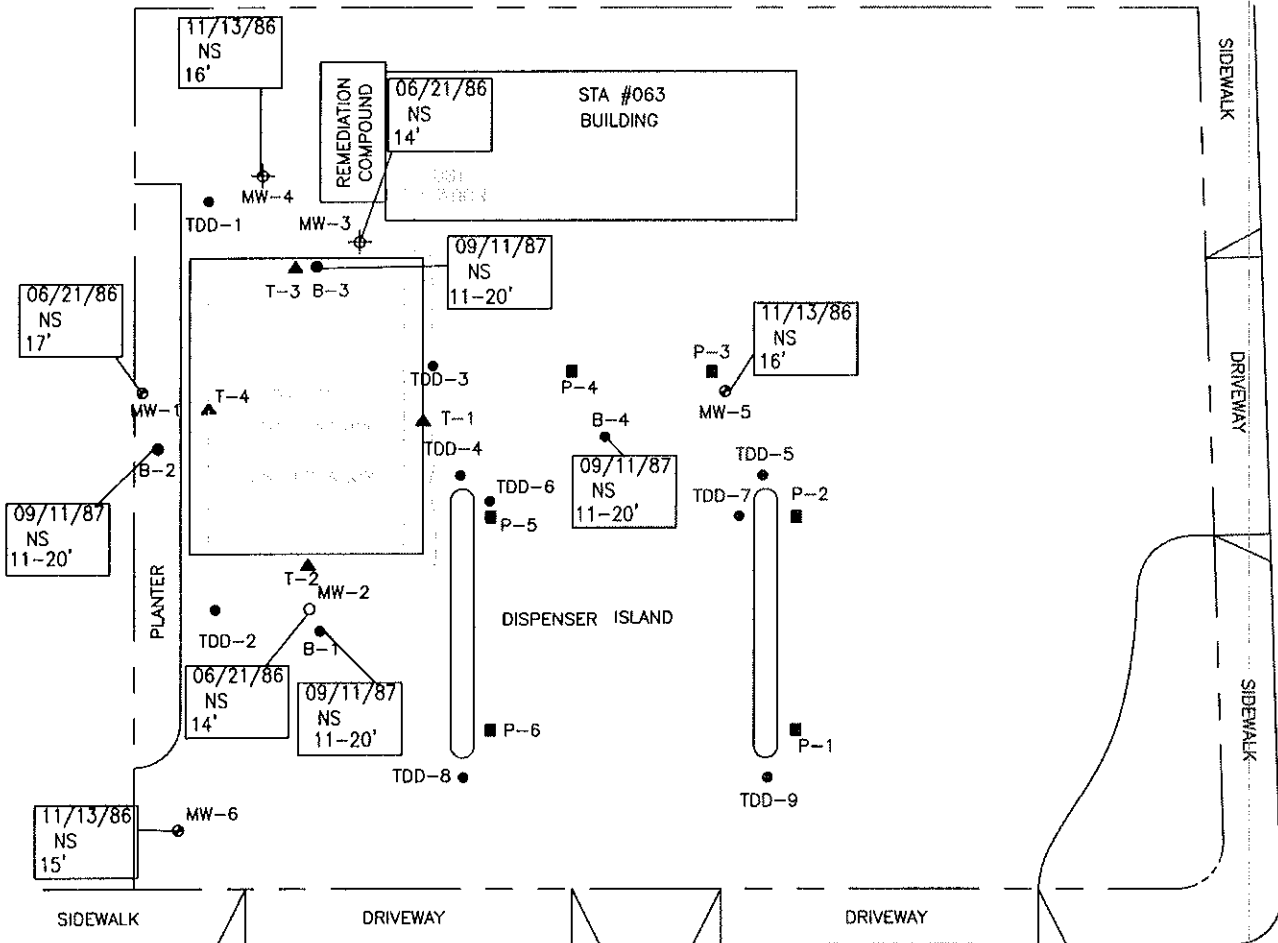 11/13/86
NS
16'
REMEDIATION
COMPOUND
06/21/86
NS
14'
STA #063
BUILDING
SIDEWALK
MW-4
TDD-1
MW-3
09/11/87
NS
11-20'
T-3
B-3
06/21/86
NS
17'
11/13/86
NS
16'
TDD-3
P-4
P-3
MW-5
DRIVEWAY
MW-1
T-4
T-1
B-4
TDD-4
TDD-5
B-2
09/11/87
NS
11-20'
TDD-6
P-5
09/11/87
NS
11-20'
TDD-7
P-2
PLANTER
T-2
MW-2
TDD-2
B-1
DISPENSER ISLAND
06/21/86
NS
14'
09/11/87
NS
11-20'
P-6
P-1
SIDEWALK
TDD-8
TDD-9
11/13/86
NS
15'
MW-6
SIDEWALK
DRIVEWAY
DRIVEWAY